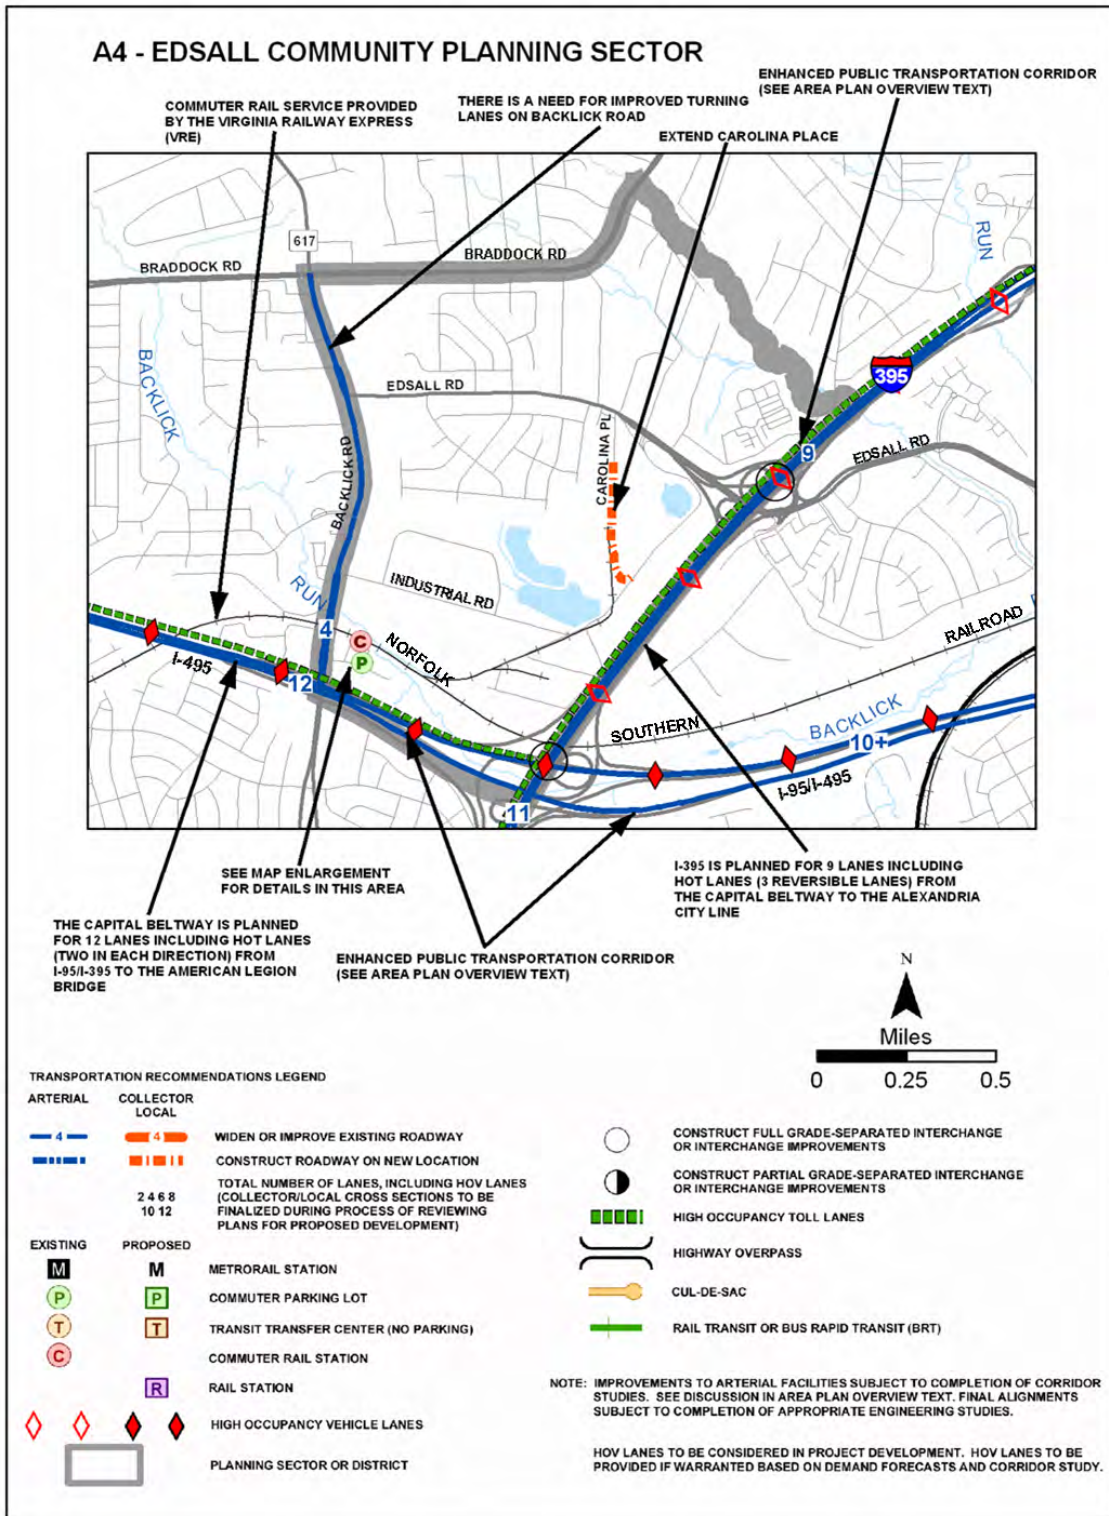 A4 - EDSALL COMMUNITY PLANNING SECTOR
COMMUTER RAIL SERVICE PROVIDED
BY THE VIRGINIA RAILWAY EXPRESS
(VRE)
THERE IS A NEED FOR IMPROVED TURNING
LANES ON BACKLICK ROAD
ENHANCED PUBLIC TRANSPORTATION CORRIDOR
(SEE AREA PLAN OVERVIEW TEXT)
EXTEND CAROLINA PLACE
617
BRADDOCK RD
BRADDOCK RD
RUN
BACKLICK
EDSALL RD
395
BACKLICK RD
CAROLINA PL
9
EDSALL RD
RUN
INDUSTRIAL RD
4
C
P
NORFOLK
RAILROAD
I-495
12
SOUTHERN
BACKLICK
10+
I-95/I-495
11
SEE MAP ENLARGEMENT
FOR DETAILS IN THIS AREA
I-395 IS PLANNED FOR 9 LANES INCLUDING
HOT LANES (3 REVERSIBLE LANES) FROM
THE CAPITAL BELTWAY TO THE ALEXANDRIA
CITY LINE
THE CAPITAL BELTWAY IS PLANNED
FOR 12 LANES INCLUDING HOT LANES
(TWO IN EACH DIRECTION) FROM
I-95/I-395 TO THE AMERICAN LEGION
BRIDGE
ENHANCED PUBLIC TRANSPORTATION CORRIDOR
(SEE AREA PLAN OVERVIEW TEXT)
N
Miles
0 0.25 0.5
TRANSPORTATION RECOMMENDATIONS LEGEND
ARTERIAL COLLECTOR
LOCAL
4 4 WIDEN OR IMPROVE EXISTING ROADWAY
CONSTRUCT ROADWAY ON NEW LOCATION
2 4 6 8
10 12
TOTAL NUMBER OF LANES, INCLUDING HOV LANES
(COLLECTOR/LOCAL CROSS SECTIONS TO BE
FINALIZED DURING PROCESS OF REVIEWING
PLANS FOR PROPOSED DEVELOPMENT)
EXISTING PROPOSED
M M METRORAIL STATION
P P COMMUTER PARKING LOT
T T TRANSIT TRANSFER CENTER (NO PARKING)
C COMMUTER RAIL STATION
R RAIL STATION
HIGH OCCUPANCY VEHICLE LANES
PLANNING SECTOR OR DISTRICT
CONSTRUCT FULL GRADE-SEPARATED INTERCHANGE
OR INTERCHANGE IMPROVEMENTS
CONSTRUCT PARTIAL GRADE-SEPARATED INTERCHANGE
OR INTERCHANGE IMPROVEMENTS
HIGH OCCUPANCY TOLL LANES
HIGHWAY OVERPASS
CUL-DE-SAC
RAIL TRANSIT OR BUS RAPID TRANSIT (BRT)
NOTE: IMPROVEMENTS TO ARTERIAL FACILITIES SUBJECT TO COMPLETION OF CORRIDOR
STUDIES. SEE DISCUSSION IN AREA PLAN OVERVIEW TEXT. FINAL ALIGNMENTS
SUBJECT TO COMPLETION OF APPROPRIATE ENGINEERING STUDIES.
HOV LANES TO BE CONSIDERED IN PROJECT DEVELOPMENT. HOV LANES TO BE
PROVIDED IF WARRANTED BASED ON DEMAND FORECASTS AND CORRIDOR STUDY.